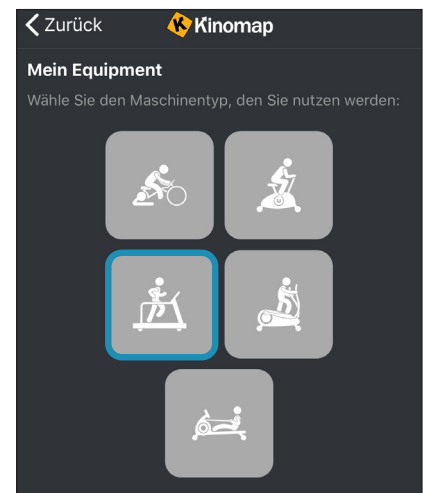 Zurück
Kinomap
Mein Equipment
Wähle Sie den Maschinentyp, den Sie nutzen werden: